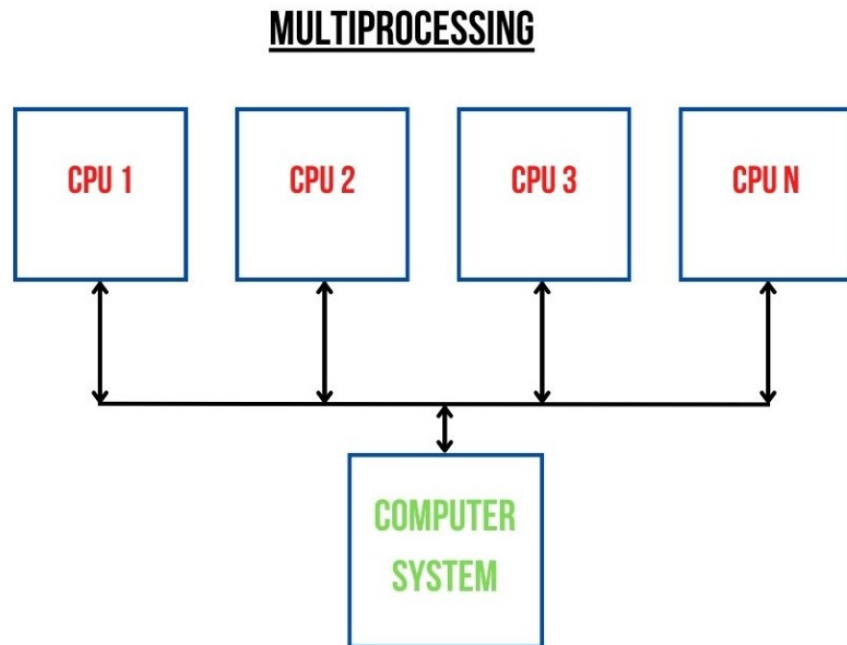 MULTIPROCESSING
CPU 1
CPU 2
CPU 3
CPU N
COMPUTER
SYSTEM